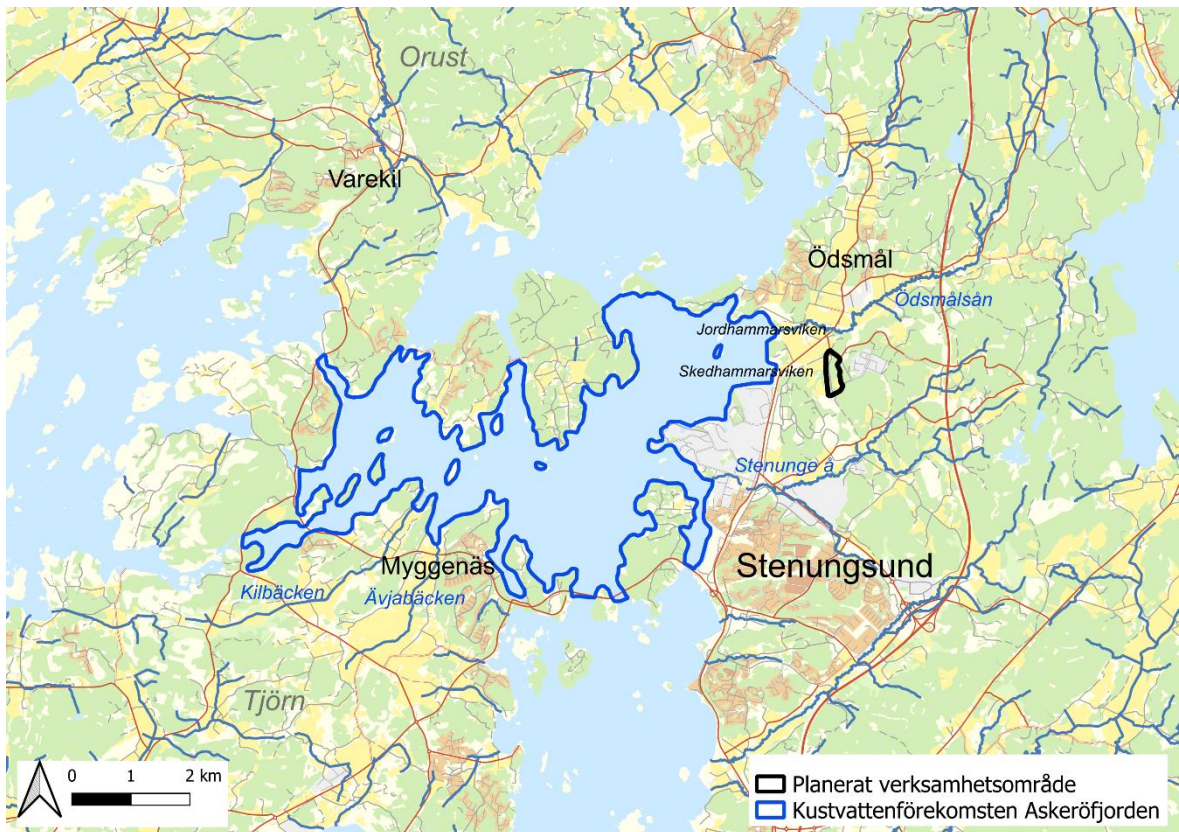 Orust
Varekil
Ödsmål
Ödsmålsån
Jordhammarsviken
Skedhammarsviken
Stenunge å
Myggenäs
Stenungsund
Kilbäcken
Ävjabäcken
Tjörn
0 1 2 km
Planerat verksamhetsområde
Kustvattenförekomsten Askeröfjorden